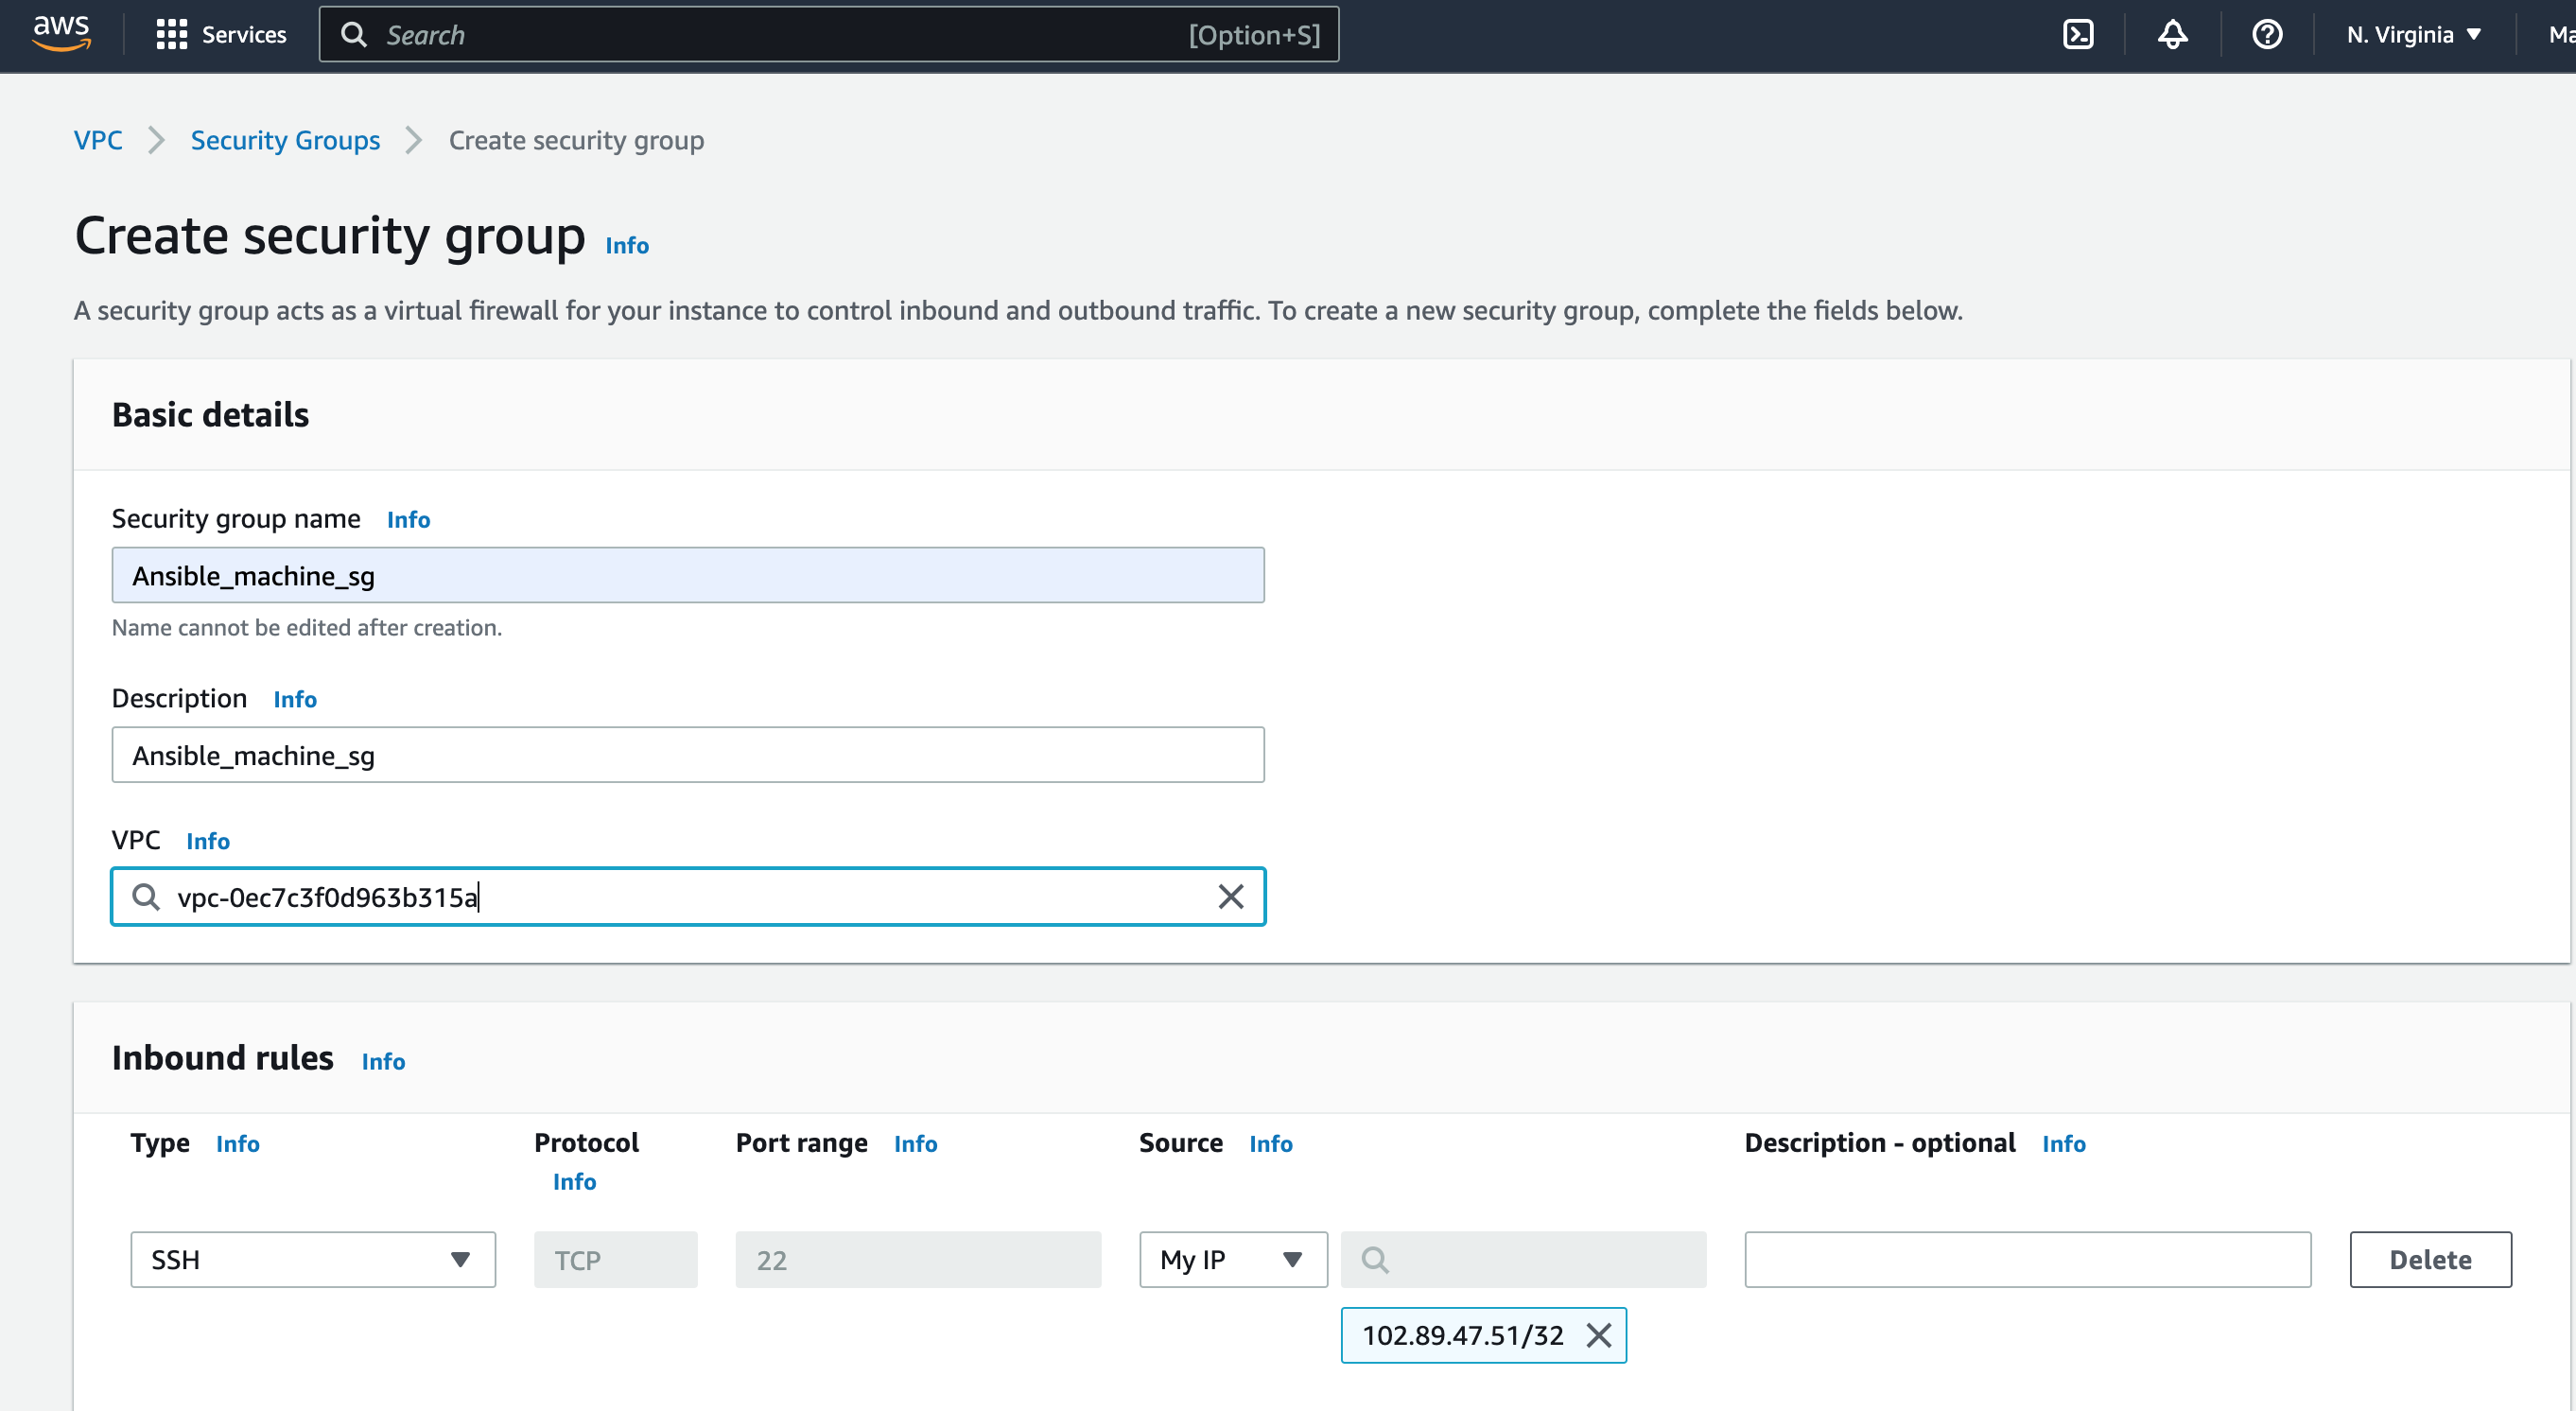 aws Services Search [Option+S] N. Virginia
VPC Security Groups Create security group
Create security group Info
A security group acts as a virtual firewall for your instance to control inbound and outbound traffic. To create a new security group, complete the fields below.
Basic details
Security group name Info
Ansible_machine_sg
Name cannot be edited after creation.
Description Info
Ansible_machine_sg
VPC Info
vpc-0ec7c3f0d963b315a
Inbound rules Info
Type Info Protocol Info Port range Info Source Info Description - optional Info
SSH TCP 22 My IP Delete
102.89.47.51/32